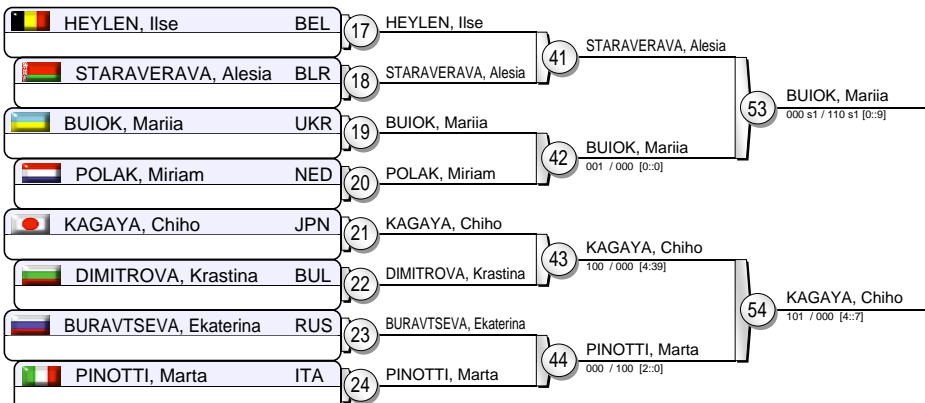 HEYLEN, Ilse BEL
STARAVERAVA, Alesia BLR
BUIOK, Mariia UKR
POLAK, Miriam NED
KAGAYA, Chiho JPN
DIMITROVA, Krastina BUL
BURAVTSEVA, Ekaterina RUS
PINOTTI, Marta ITA
17
18
19
20
21
22
23
24
HEYLEN, Ilse
STARAVERAVA, Alesia
BUIOK, Mariia
POLAK, Miriam
KAGAYA, Chiho
DIMITROVA, Krastina
BURAVTSEVA, Ekaterina
PINOTTI, Marta
41
42
43
44
STARAVERAVA, Alesia
BUIOK, Mariia
001 / 000 [0::0]
KAGAYA, Chiho
100 / 000 [4:39]
PINOTTI, Marta
000 / 100 [2::0]
53
54
BUIOK, Mariia
000 s1 / 110 s1 [0::9]
KAGAYA, Chiho
101 / 000 [4::7]